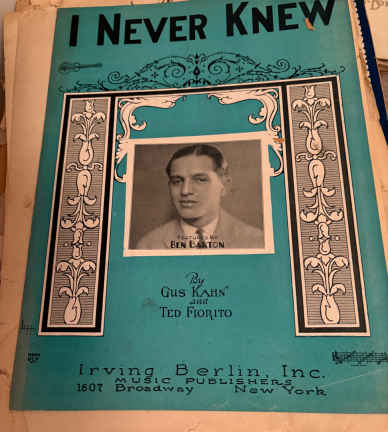 I NEVER KNEW
FEATURED BY
BEN BARTON
By
GUS KAHN
and
TED FIORITO
Irving Berlin, Inc.
MUSIC PUBLISHERS
1607 Broadway New York